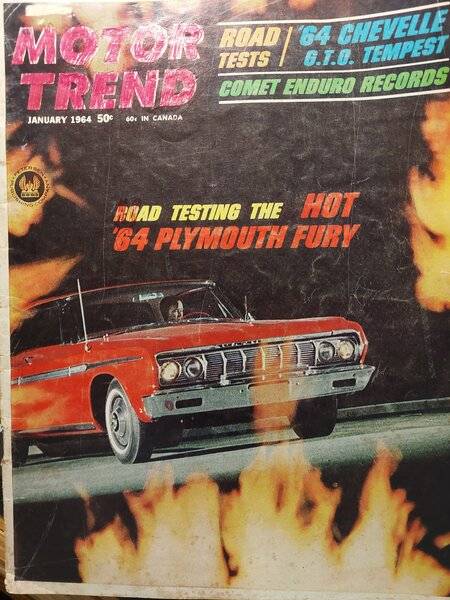 MOTOR
TREND
JANUARY 1964 50¢ 60¢ IN CANADA
ROAD
TESTS
'64 CHEVELLE
G.T.O. TEMPEST
COMET ENDURO RECORDS
ROAD TESTING THE HOT
'64 PLYMOUTH FURY